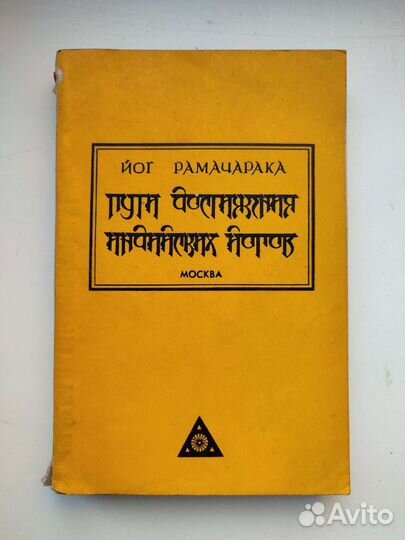 ЙОГ РАМАЧАРАКА
ПУТИ ДОСТИЖЕНИЯ
ИНДИЙСКИХ ЙОГОВ
МОСКВА
Avito